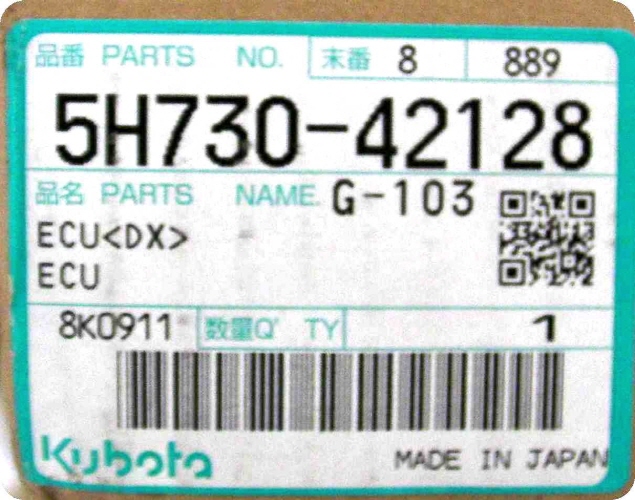 品番 PARTS NO. 末番 8 889
5H730-42128
品名 PARTS NAME. G-103
ECU<DX>
ECU
8K0911 数量Q' TY 1
Kubota MADE IN JAPAN